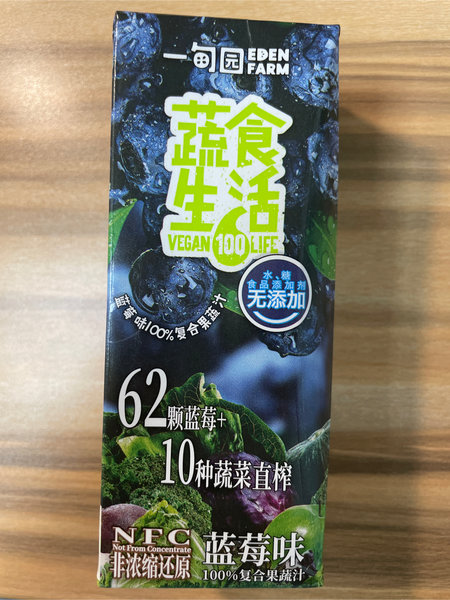 一甸园 EDEN
FARM
蔬食
生活
VEGAN 100 LIFE
水、糖
食品添加剂
无添加
蓝莓味100%复合果蔬汁
62颗蓝莓+
10种蔬菜直榨
NFC
Not From Concentrate
非浓缩还原
蓝莓味
100%复合果蔬汁